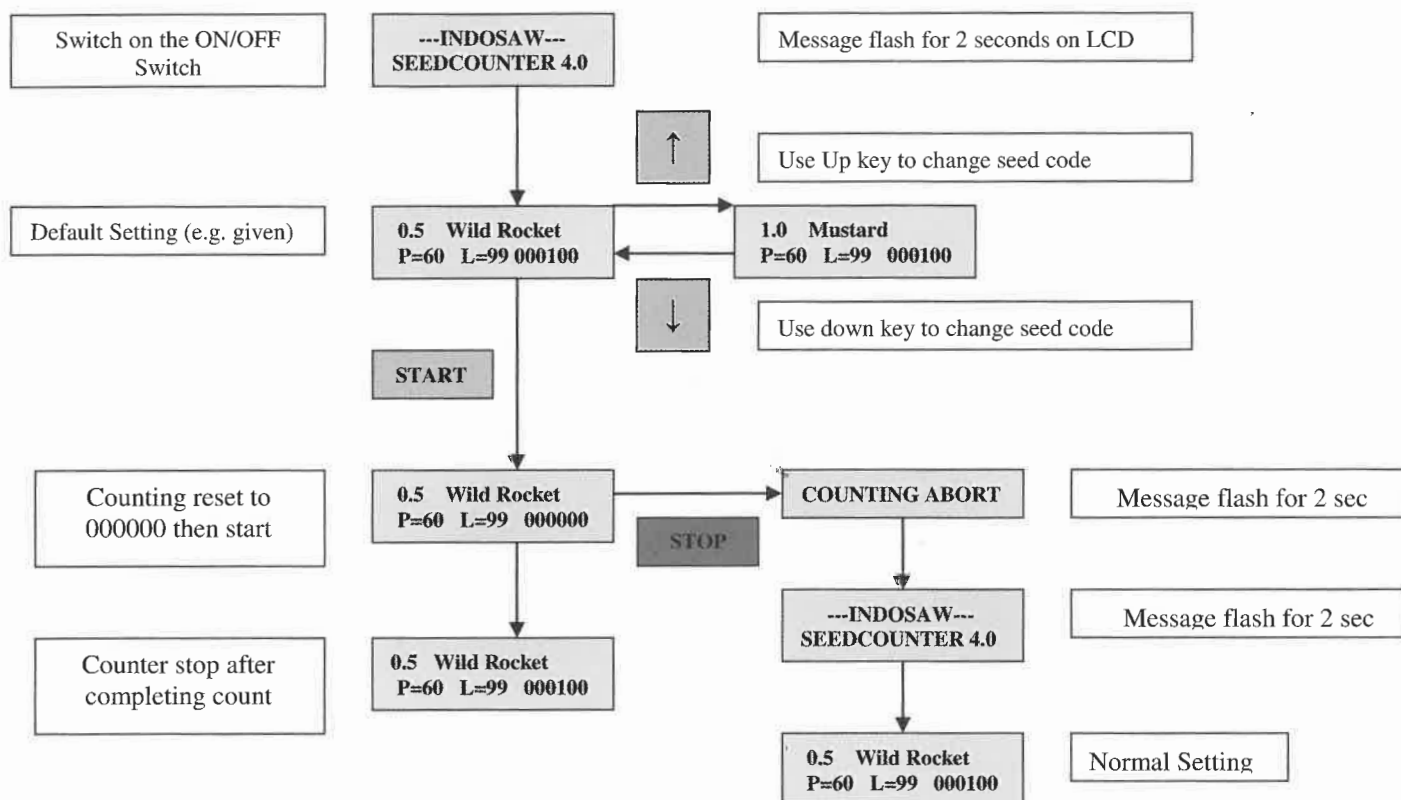 Switch on the ON/OFF
Switch
---INDOSAW---
SEEDCOUNTER 4.0
Message flash for 2 seconds on LCD
↑
Use Up key to change seed code
Default Setting (e.g. given)
0.5 Wild Rocket
P=60 L=99 000100
1.0 Mustard
P=60 L=99 000100
↓
Use down key to change seed code
START
Counting reset to
000000 then start
0.5 Wild Rocket
P=60 L=99 000000
COUNTING ABORT
Message flash for 2 sec
STOP
---INDOSAW---
SEEDCOUNTER 4.0
Message flash for 2 sec
Counter stop after
completing count
0.5 Wild Rocket
P=60 L=99 000100
0.5 Wild Rocket
P=60 L=99 000100
Normal Setting